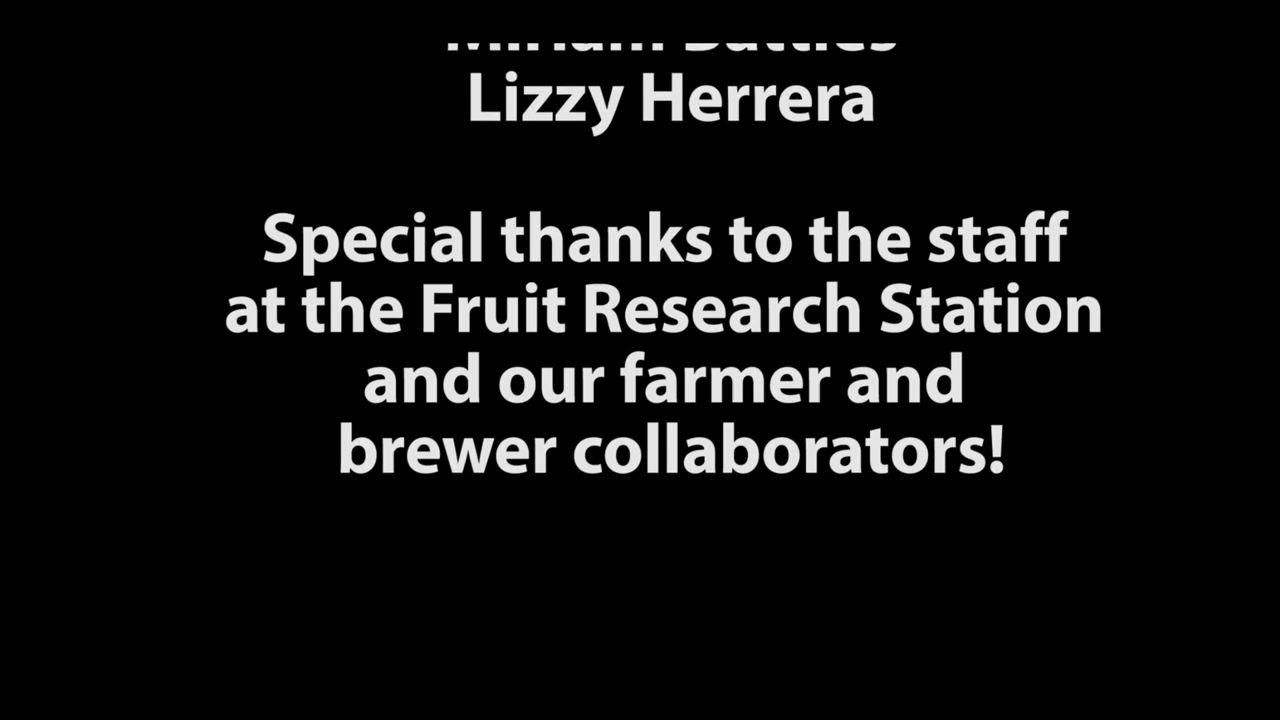 Lizzy Herrera
Special thanks to the staff
at the Fruit Research Station
and our farmer and
brewer collaborators!